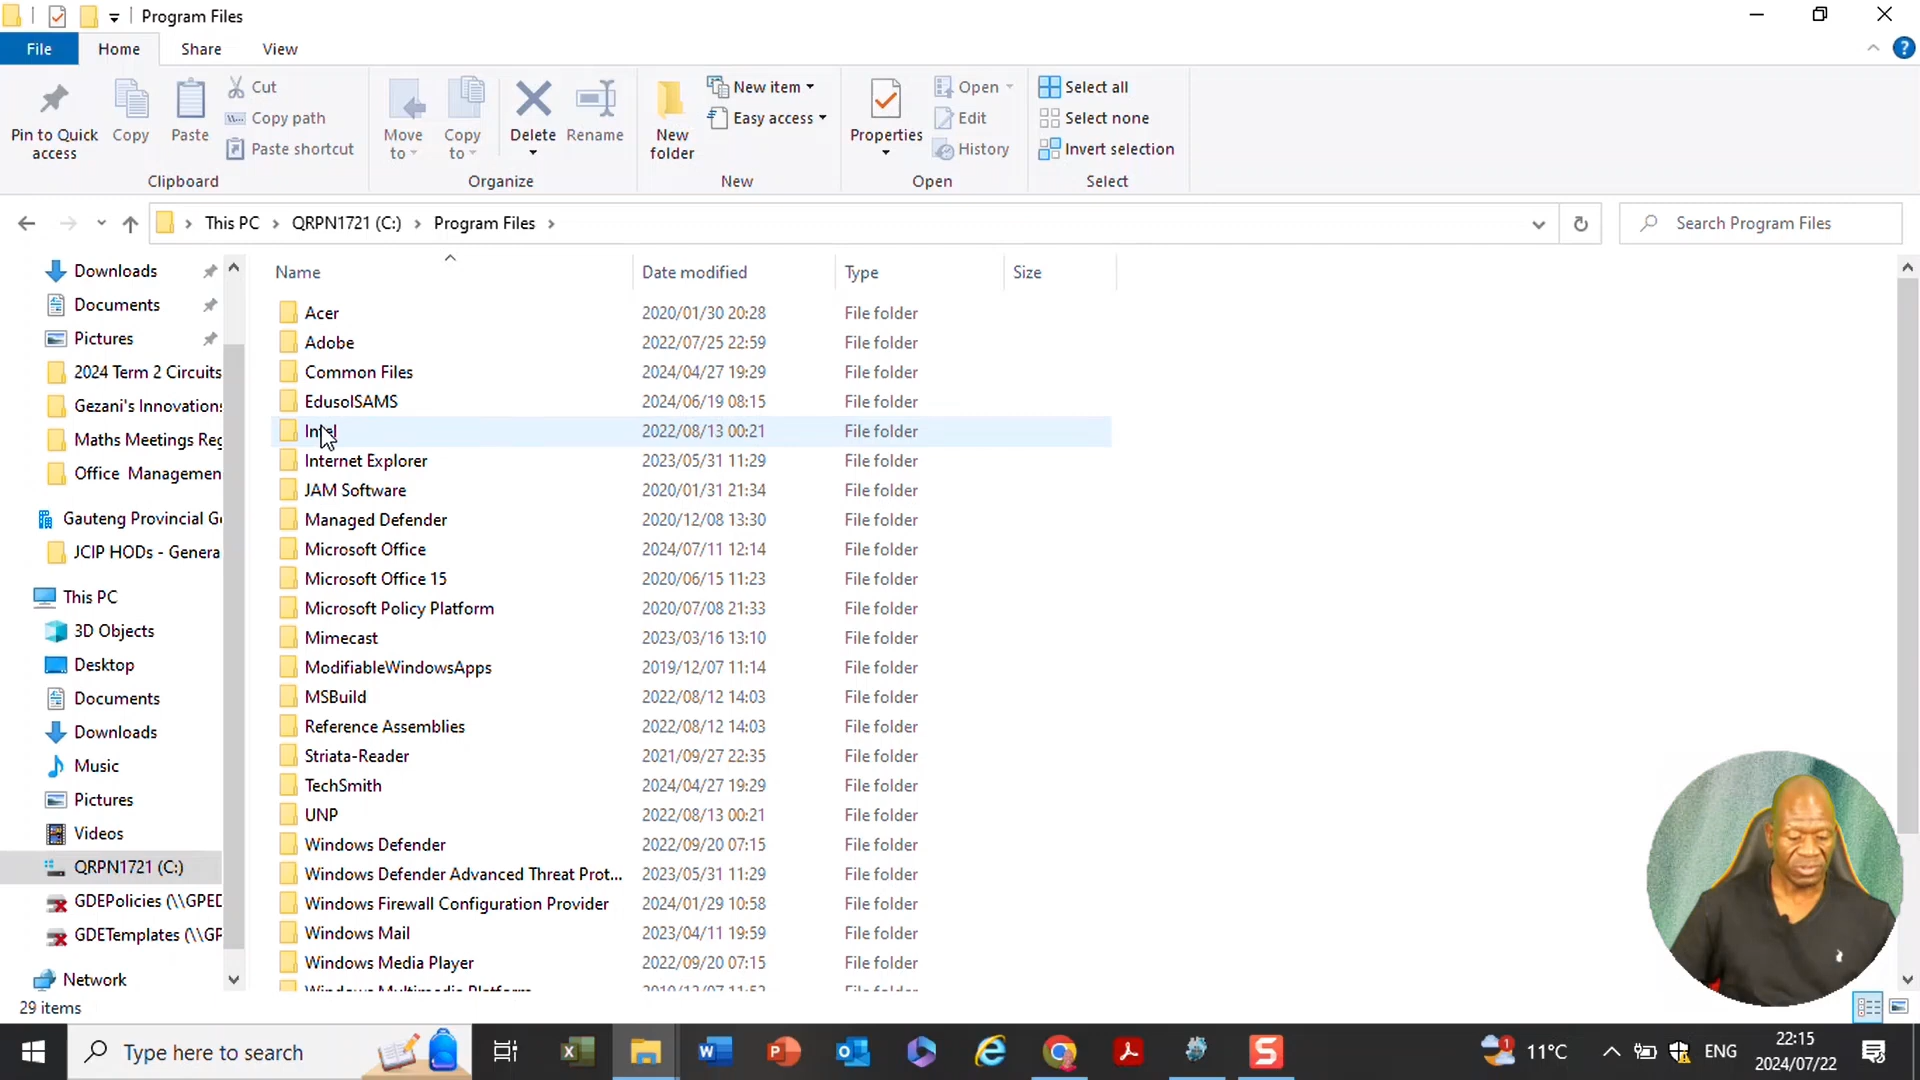 Program Files
File Home Share View
Pin to Quick access
Copy
Paste
Cut
Copy path
Paste shortcut
Clipboard
Move to
Copy to
Delete
Rename
Organize
New folder
New item
Easy access
New
Properties
Open
Edit
History
Open
Select all
Select none
Invert selection
Select
This PC QRPN1721 (C:) Program Files
Search Program Files
Downloads
Documents
Pictures
2024 Term 2 Circuits
Gezani's Innovations
Maths Meetings Reg
Office Managemen
Gauteng Provincial G
JCIP HODs - Genera
This PC
3D Objects
Desktop
Documents
Downloads
Music
Pictures
Videos
QRPN1721 (C:)
GDEPolicies (\\GPED
GDETemplates (\\GP
Network
Name Date modified Type Size
Acer 2020/01/30 20:28 File folder
Adobe 2022/07/25 22:59 File folder
Common Files 2024/04/27 19:29 File folder
EdusolSAMS 2024/06/19 08:15 File folder
Intel 2022/08/13 00:21 File folder
Internet Explorer 2023/05/31 11:29 File folder
JAM Software 2020/01/31 21:34 File folder
Managed Defender 2020/12/08 13:30 File folder
Microsoft Office 2024/07/11 12:14 File folder
Microsoft Office 15 2020/06/15 11:23 File folder
Microsoft Policy Platform 2020/07/08 21:33 File folder
Mimecast 2023/03/16 13:10 File folder
ModifiableWindowsApps 2019/12/07 11:14 File folder
MSBuild 2022/08/12 14:03 File folder
Reference Assemblies 2022/08/12 14:03 File folder
Striata-Reader 2021/09/27 22:35 File folder
TechSmith 2024/04/27 19:29 File folder
UNP 2022/08/13 00:21 File folder
Windows Defender 2022/09/20 07:15 File folder
Windows Defender Advanced Threat Prot... 2023/05/31 11:29 File folder
Windows Firewall Configuration Provider 2024/01/29 10:58 File folder
Windows Mail 2023/04/11 19:59 File folder
Windows Media Player 2022/09/20 07:15 File folder
Windows Multimedia Platform 2019/12/07 11:52 File folder
29 items
Type here to search
1
11°C
ENG
22:15
2024/07/22